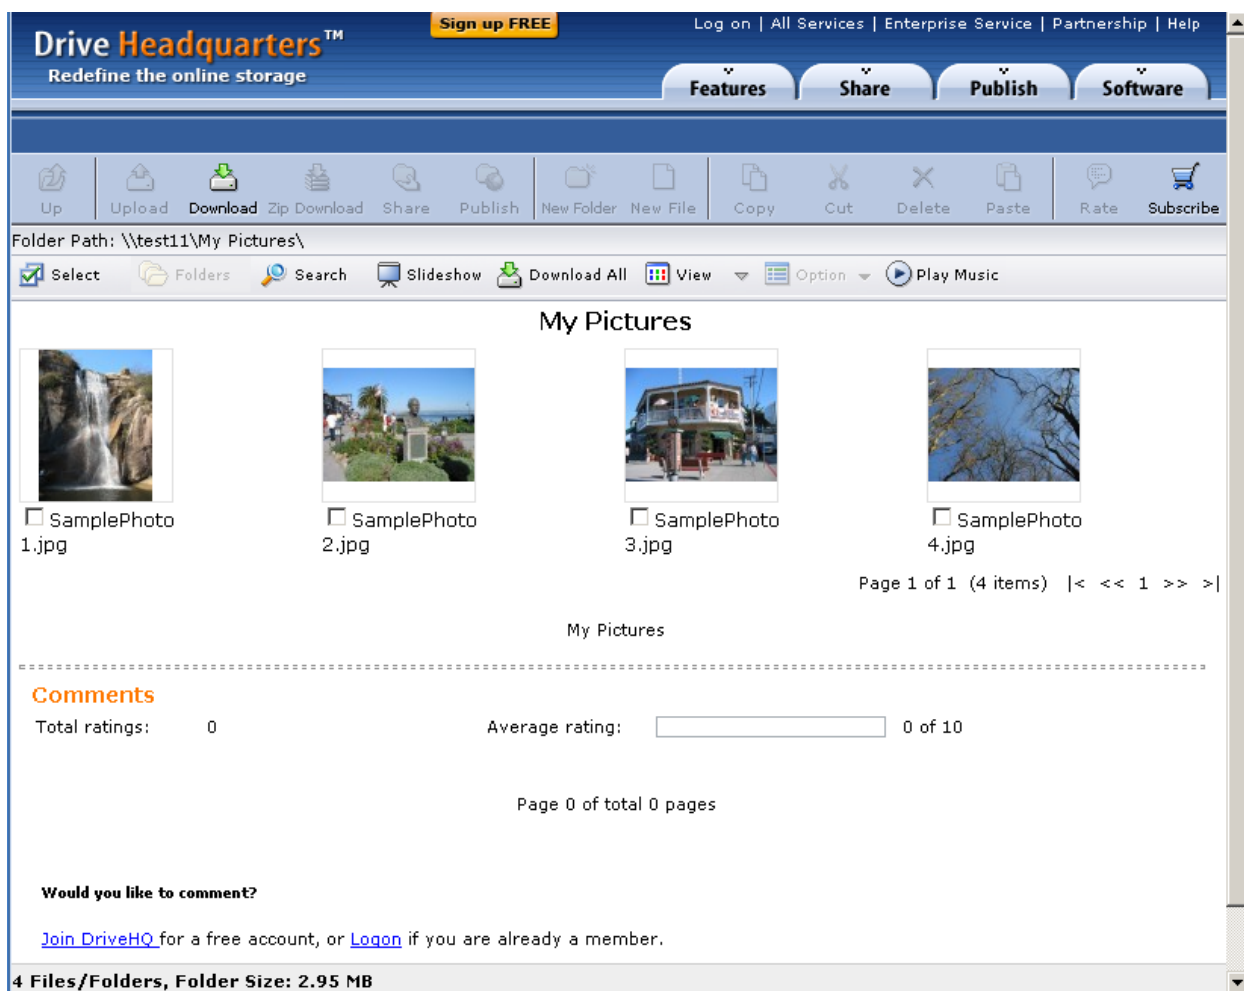 Sign up FREE
Log on | All Services | Enterprise Service | Partnership | Help
Drive Headquarters™
Redefine the online storage
Features Share Publish Software
Up Upload Download Zip Download Share Publish New Folder New File Copy Cut Delete Paste Rate Subscribe
Folder Path: \\test11\My Pictures\
Select Folders Search Slideshow Download All View Option Play Music
My Pictures
SamplePhoto
1.jpg
SamplePhoto
2.jpg
SamplePhoto
3.jpg
SamplePhoto
4.jpg
Page 1 of 1 (4 items) |< << 1 >> >|
My Pictures
Comments
Total ratings: 0 Average rating: 0 of 10
Page 0 of total 0 pages
Would you like to comment?
Join DriveHQ for a free account, or Logon if you are already a member.
4 Files/Folders, Folder Size: 2.95 MB